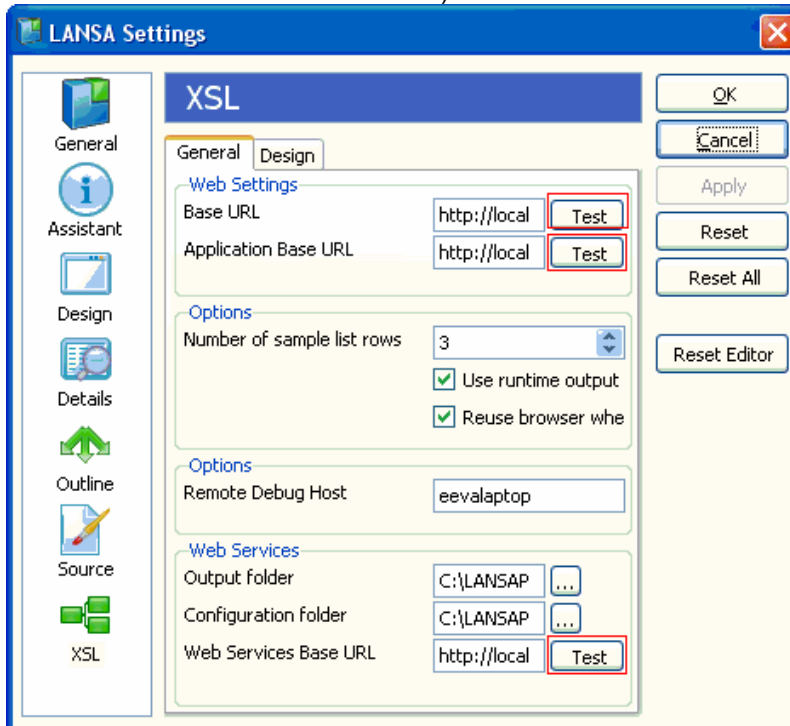 LANSA Settings
General
Assistant
Design
Details
Outline
Source
XSL
XSL
General Design
Web Settings
Base URL http://local Test
Application Base URL http://local Test
Options
Number of sample list rows 3
Use runtime output
Reuse browser whe
Options
Remote Debug Host eevalaptop
Web Services
Output folder C:\LANSAP ...
Configuration folder C:\LANSAP ...
Web Services Base URL http://local Test
OK
Cancel
Apply
Reset
Reset All
Reset Editor